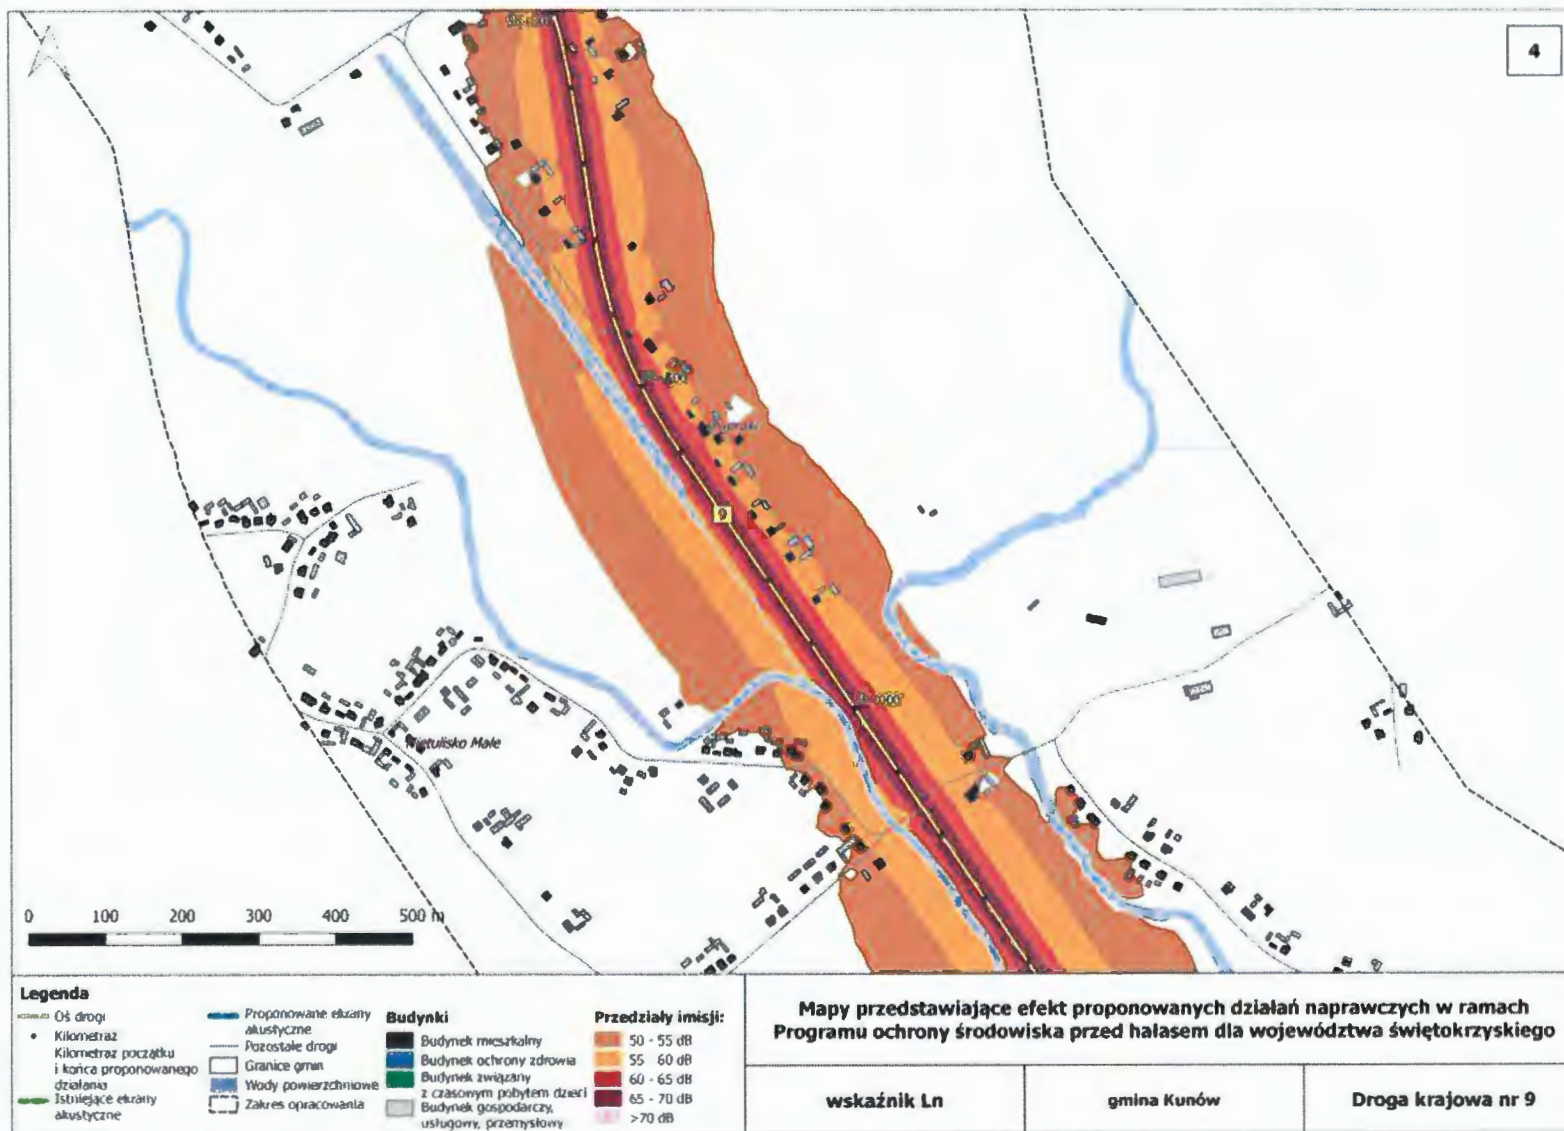 4
9
Nietulisko Małe
0 100 200 300 400 500 m
Legenda
Oś drogi
Kilometraż
Kilometraż początku
i końca proponowanego
działania
Istniejące ekrany
akustyczne
Proponowane ekrany
akustyczne
Pozostałe drogi
Granice gmin
Wody powierzchniowe
Zakres opracowania
Budynki
Budynek mieszkalny
Budynek ochrony zdrowia
Budynek związany
z czasowym pobytem dzieci
Budynek gospodarczy,
usługowy, przemysłowy
Przedziały imisji:
50 - 55 dB
55 60 dB
60 - 65 dB
65 - 70 dB
>70 dB
Mapy przedstawiające efekt proponowanych działań naprawczych w ramach
Programu ochrony środowiska przed hałasem dla województwa świętokrzyskiego
wskaźnik Ln
gmina Kunów
Droga krajowa nr 9